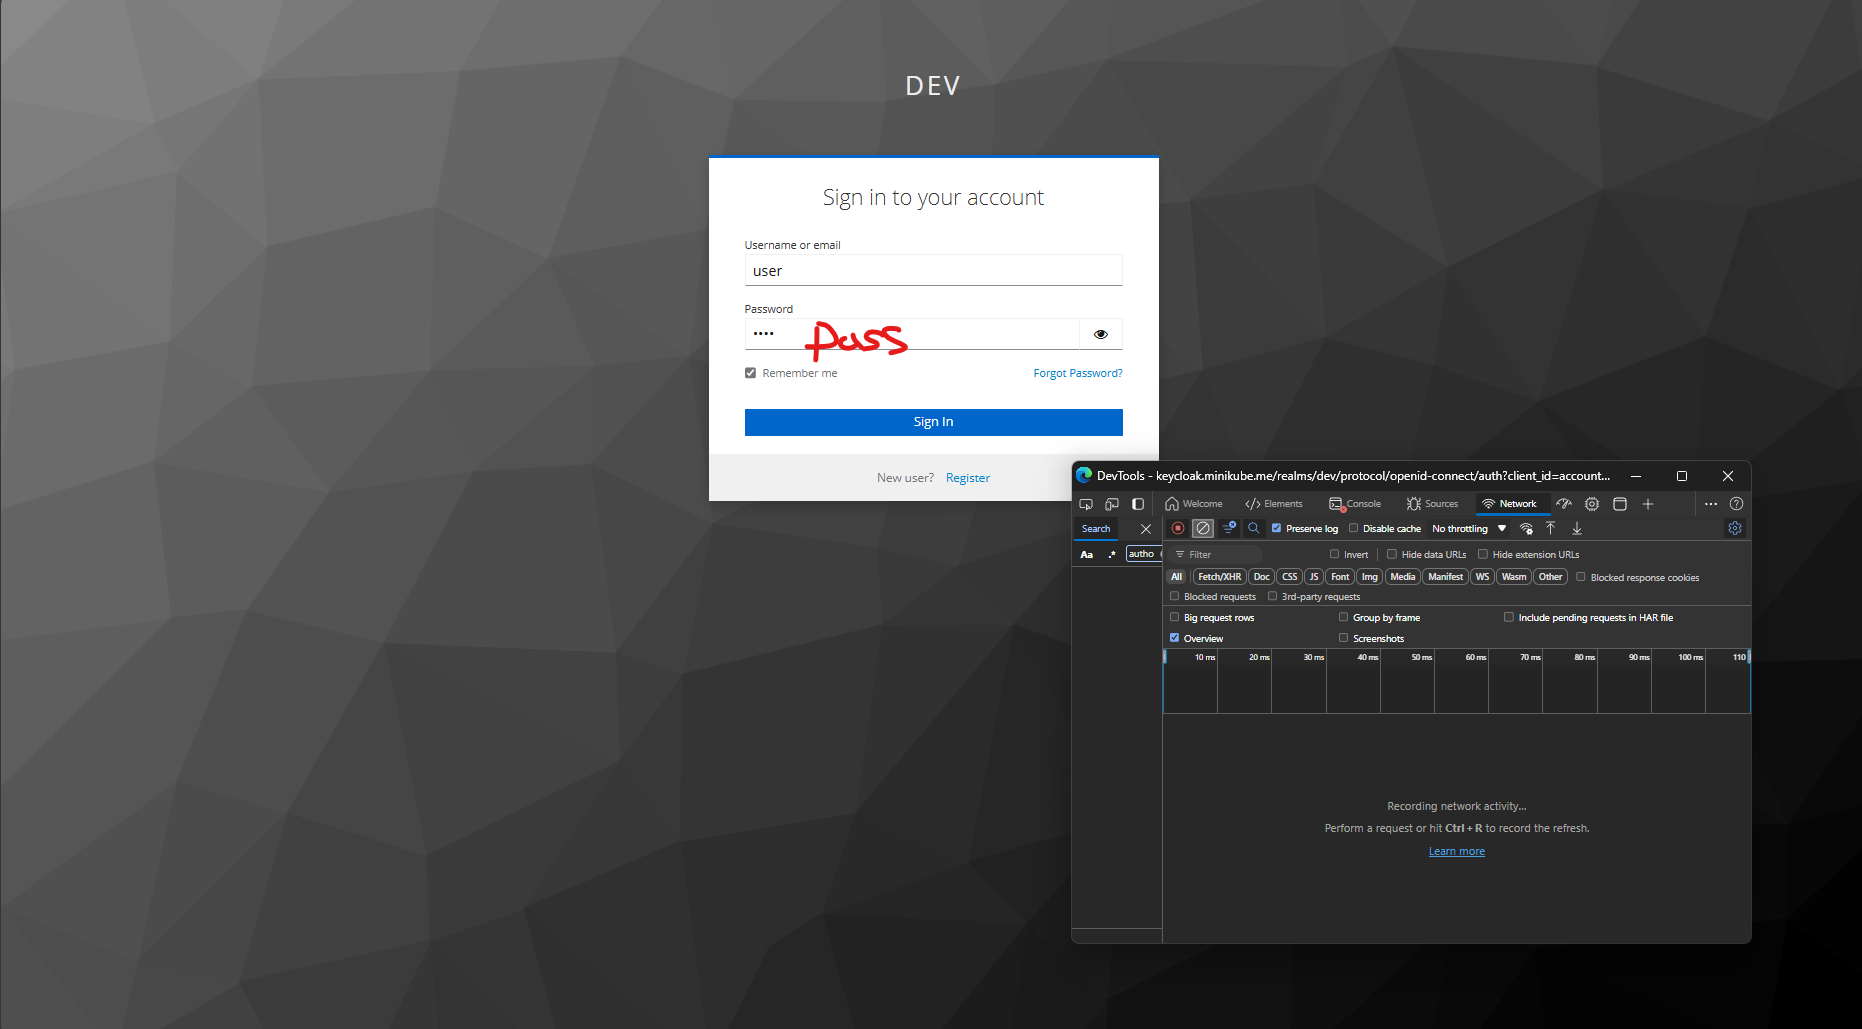 DEV
Sign in to your account
Username or email
user
Password
•••• pass
Remember me Forgot Password?
Sign In
New user? Register
DevTools - keycloak.minikube.me/realms/dev/protocol/openid-connect/auth?client_id=account...
Welcome Elements Console Sources Network
Search Preserve log Disable cache No throttling
Aa .* autho Filter Invert Hide data URLs Hide extension URLs
All Fetch/XHR Doc CSS JS Font Img Media Manifest WS Wasm Other Blocked response cookies
Blocked requests 3rd-party requests
Big request rows Group by frame Include pending requests in HAR file
Overview Screenshots
10 ms 20 ms 30 ms 40 ms 50 ms 60 ms 70 ms 80 ms 90 ms 100 ms 110
Recording network activity...
Perform a request or hit Ctrl + R to record the refresh.
Learn more